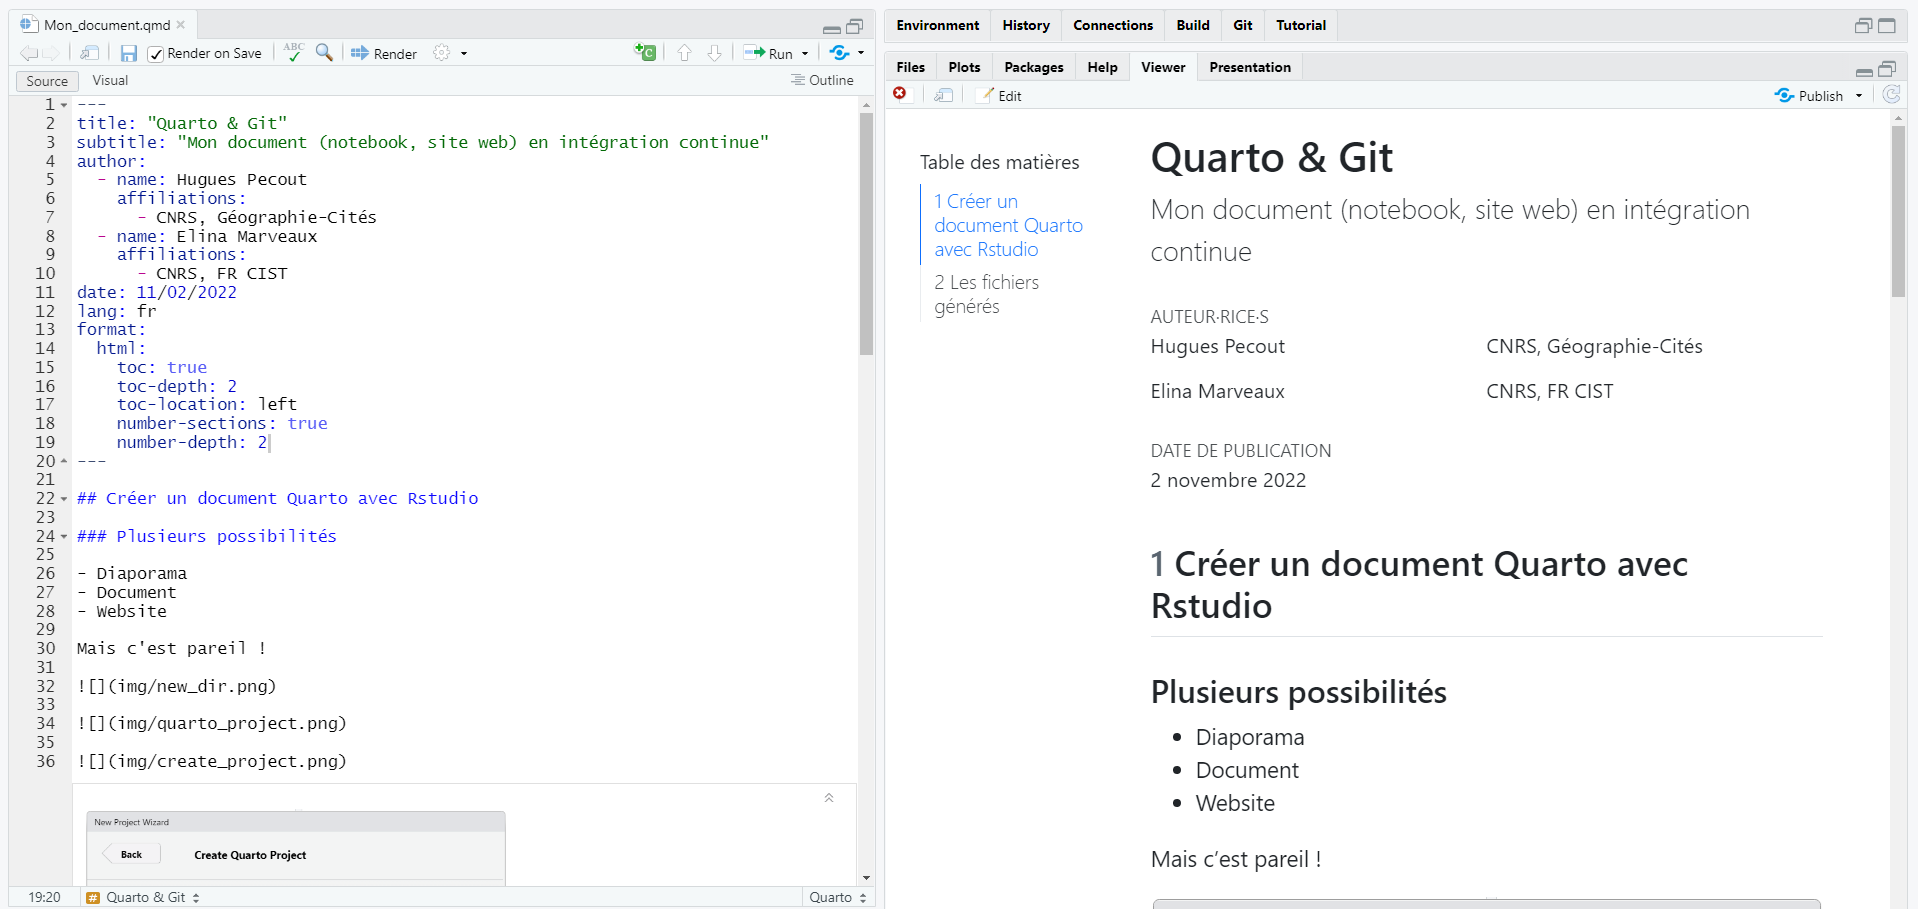 Mon_document.qmd
Render on Save
ABC
Render
Run
Source
Visual
Outline
1 ---
2 title: "Quarto & Git"
3 subtitle: "Mon document (notebook, site web) en intégration continue"
4 author:
5   - name: Hugues Pecout
6     affiliations:
7       - CNRS, Géographie-Cités
8   - name: Elina Marveaux
9     affiliations:
10       - CNRS, FR CIST
11 date: 11/02/2022
12 lang: fr
13 format:
14   html:
15     toc: true
16     toc-depth: 2
17     toc-location: left
18     number-sections: true
19     number-depth: 2
20 ---
21
22 ## Créer un document Quarto avec Rstudio
23
24 ### Plusieurs possibilités
25
26 - Diaporama
27 - Document
28 - Website
29
30 Mais c'est pareil !
31
32 ![](img/new_dir.png)
33
34 ![](img/quarto_project.png)
35
36 ![](img/create_project.png)
New Project Wizard
Back
Create Quarto Project
19:20
# Quarto & Git
Quarto
Environment History Connections Build Git Tutorial
Files Plots Packages Help Viewer Presentation
Edit
Publish
Table des matières
1 Créer un
document Quarto
avec Rstudio
2 Les fichiers
générés
Quarto & Git
Mon document (notebook, site web) en intégration
continue
AUTEUR·RICE·S
Hugues Pecout CNRS, Géographie-Cités
Elina Marveaux CNRS, FR CIST
DATE DE PUBLICATION
2 novembre 2022
1 Créer un document Quarto avec
Rstudio
Plusieurs possibilités
• Diaporama
• Document
• Website
Mais c’est pareil !